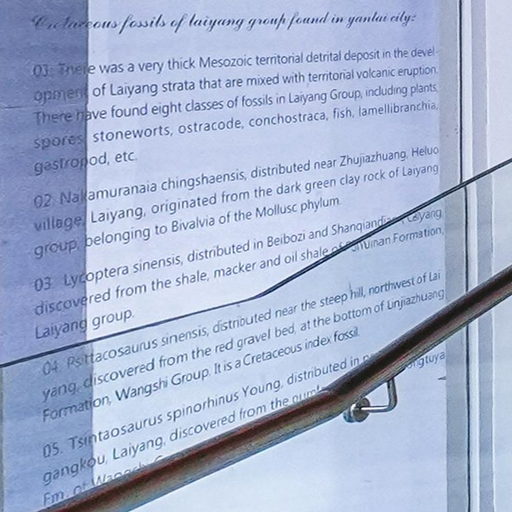 Cretaceous fossils of laiyang group found in yantai city:
01: There was a very thick Mesozoic territorial detrital deposit in the devel-
opment of Laiyang strata that are mixed with territorial volcanic eruption.
There have found eight classes of fossils in Laiyang Group, including plants,
spores, stoneworts, ostracode, conchostraca, fish, lamellibranchia,
gastropod, etc.
02. Nakamuranaia chingshaensis, distributed near Zhujiazhuang, Heluo
village, Laiyang, originated from the dark green clay rock of Laiyang
group, belonging to Bivalvia of the Mollusc phylum.
03. Lycoptera sinensis, distributed in Beibozi and Shanqiandian, Laiyang,
discovered from the shale, macker and oil shale of Shuinan Formation,
Laiyang group.
04. Psittacosaurus sinensis, distributed near the steep hill, northwest of Lai
yang, discovered from the red gravel bed, at the bottom of Linjiazhuang
Formation, Wangshi Group. It is a Cretaceous index fossil.
05. Tsintaosaurus spinorhinus Young, distributed in
gangkou, Laiyang, discovered from the
Fm. of Wangshi